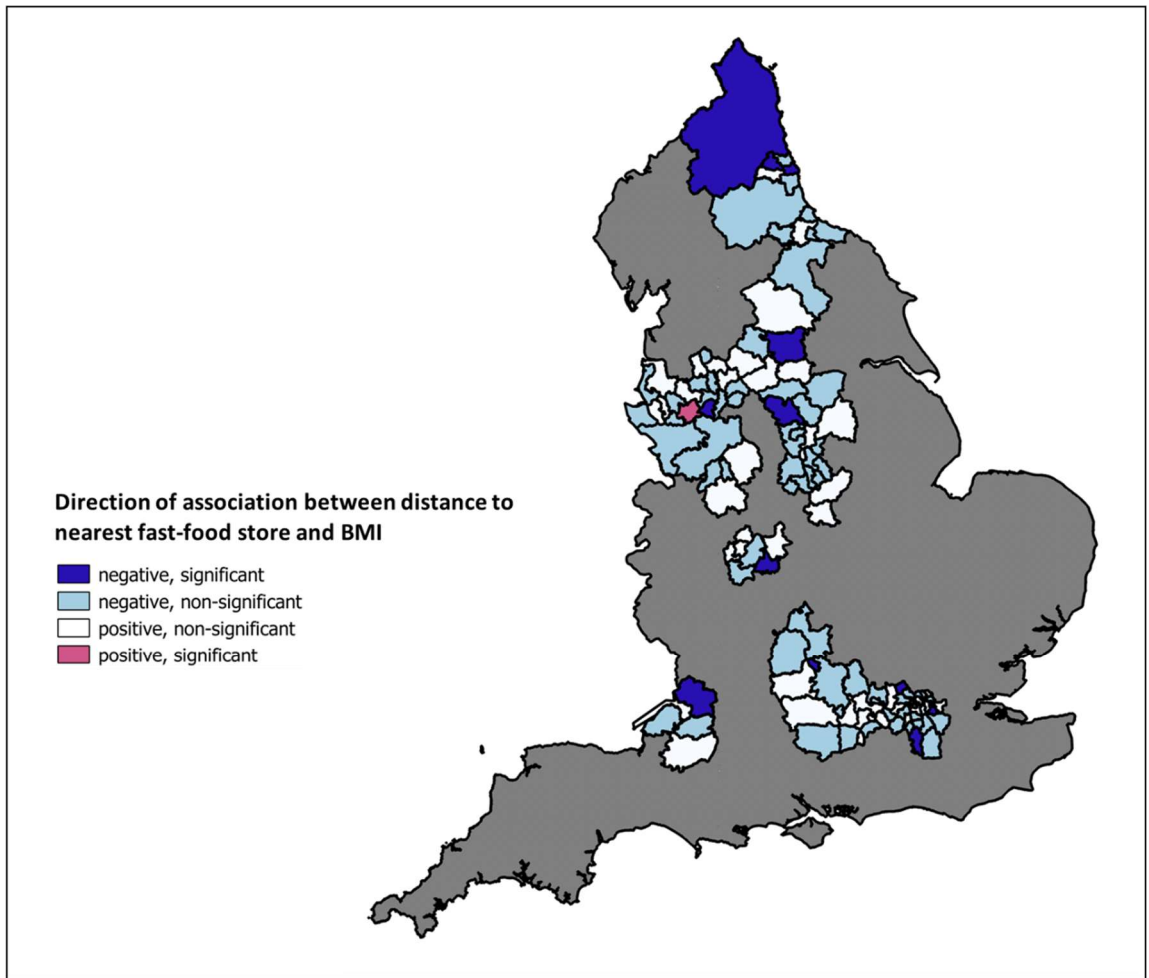 Direction of association between distance to
nearest fast-food store and BMI
negative, significant
negative, non-significant
positive, non-significant
positive, significant